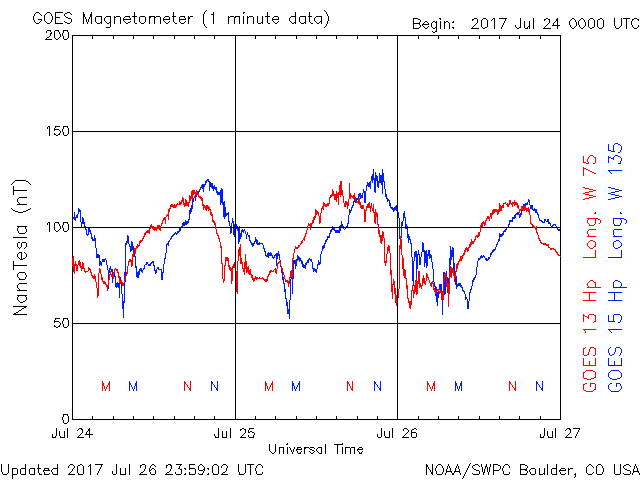 GOES Magnetometer (1 minute data)
Begin: 2017 Jul 24 0000 UTC
200
150
100
50
0
NanoTesla (nT)
M M N N M M N N M M N N
Jul 24 Jul 25 Jul 26 Jul 27
Universal Time
GOES 13 Hp Long. W 75
GOES 15 Hp Long. W 135
Updated 2017 Jul 26 23:59:02 UTC
NOAA/SWPC Boulder, CO USA